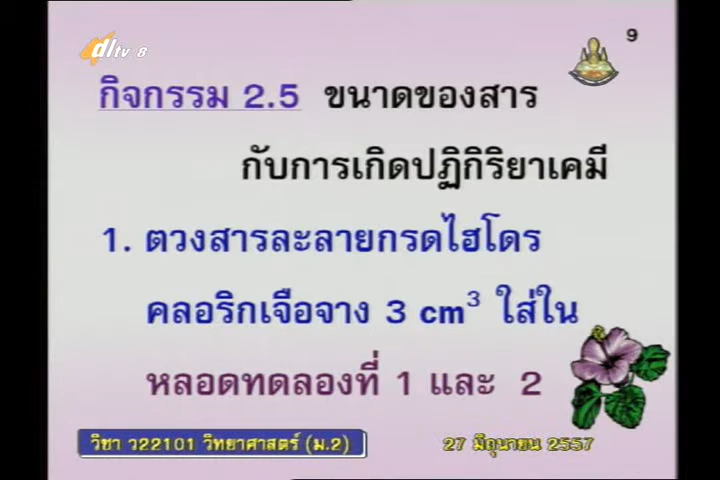 dltv 8
9
กิจกรรม 2.5 ขนาดของสาร
กับการเกิดปฏิกิริยาเคมี
1. ตวงสารละลายกรดไฮโดร
คลอริกเจือจาง 3 cm³ ใส่ใน
หลอดทดลองที่ 1 และ 2
วิชา ว22101 วิทยาศาสตร์ (ม.2)
27 มิถุนายน 2557